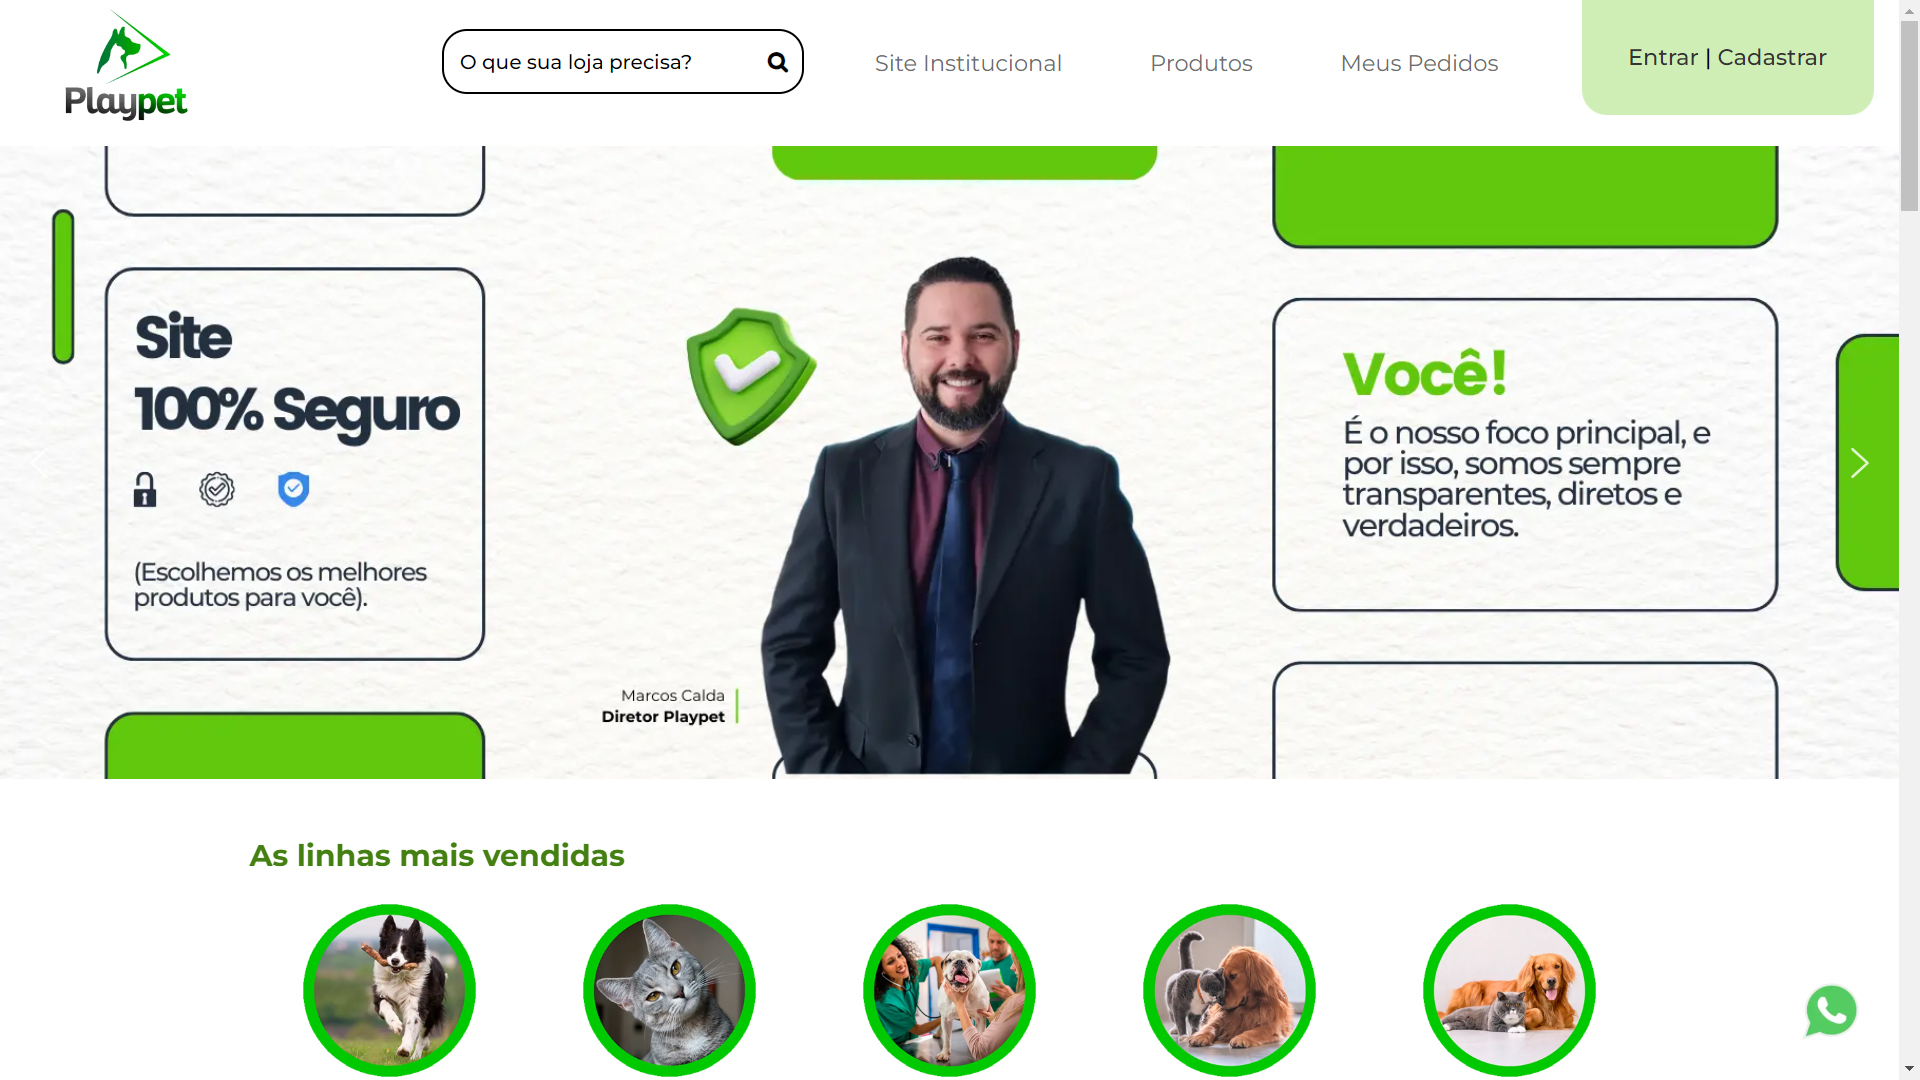 Playpet
O que sua loja precisa?
Site Institucional
Produtos
Meus Pedidos
Entrar | Cadastrar
Site
100% Seguro
(Escolhemos os melhores
produtos para você).
Marcos Calda
Diretor Playpet
Você!
É o nosso foco principal, e
por isso, somos sempre
transparentes, diretos e
verdadeiros.
As linhas mais vendidas